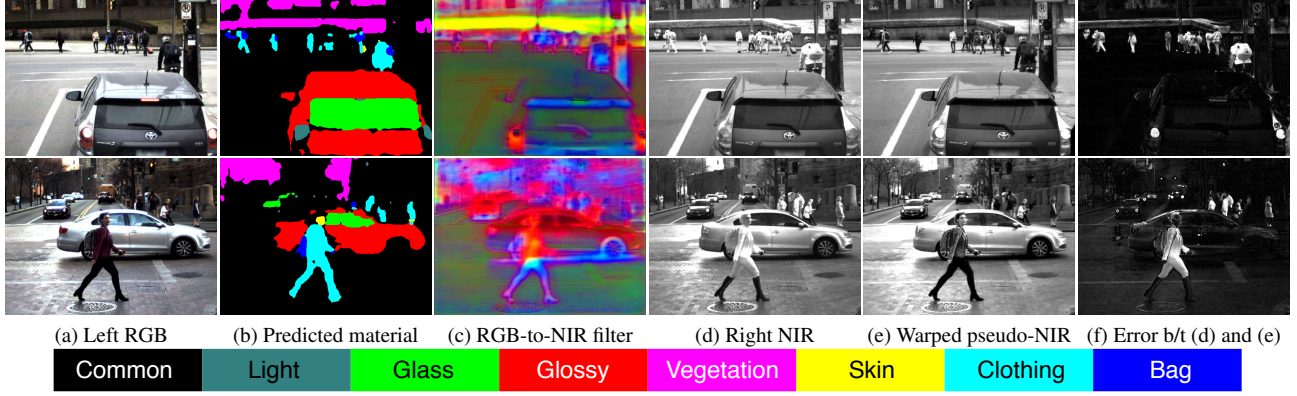 (a) Left RGB (b) Predicted material (c) RGB-to-NIR filter (d) Right NIR (e) Warped pseudo-NIR (f) Error b/t (d) and (e)
Common Light Glass Glossy Vegetation Skin Clothing Bag